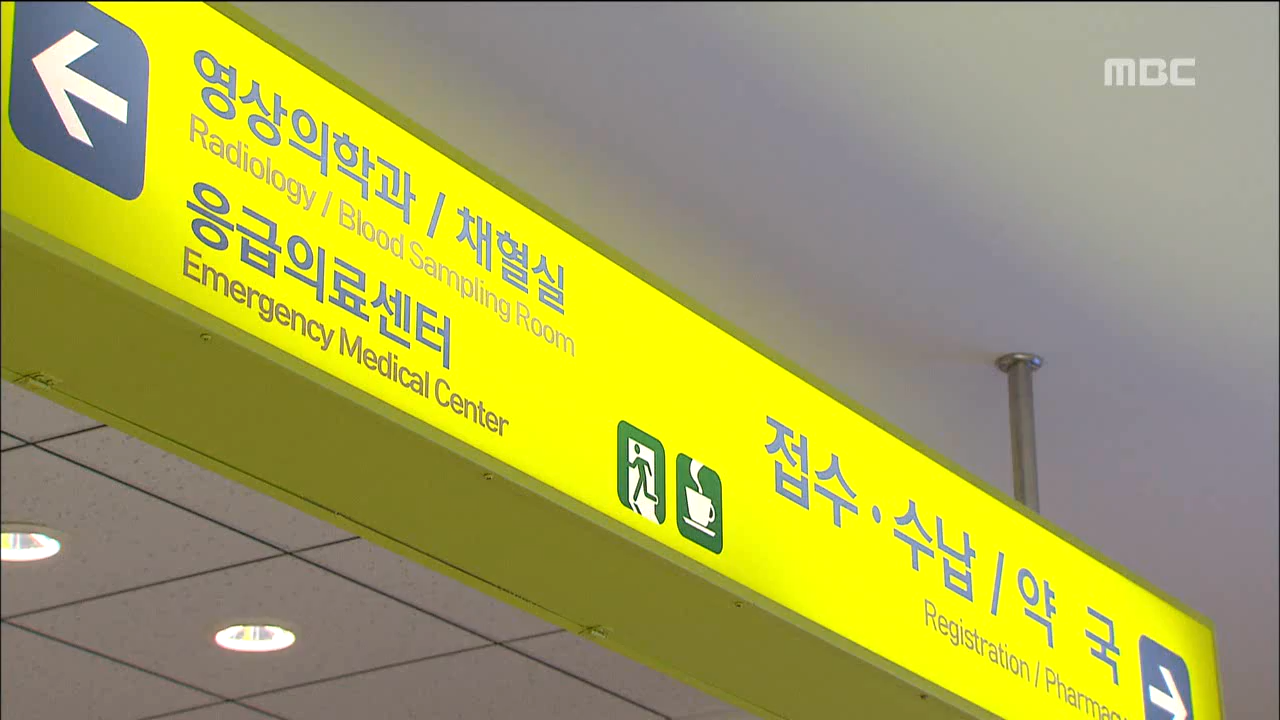 MBC
영상의학과 / 채혈실
Radiology / Blood Sampling Room
응급의료센터
Emergency Medical Center
접수 · 수납 / 약 국
Registration / Pharmacy